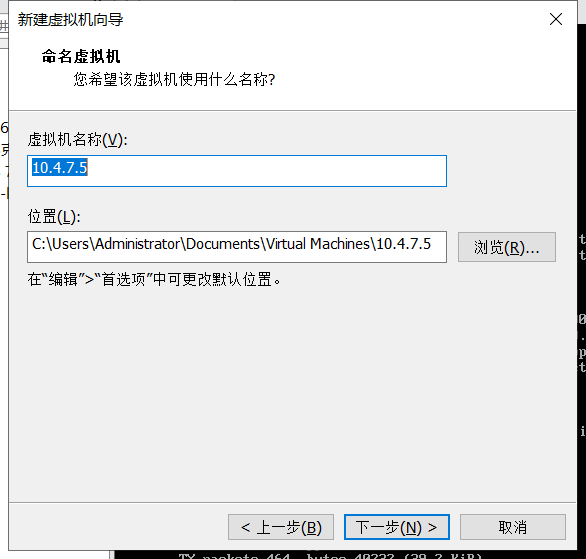 新建虚拟机向导
命名虚拟机
您希望该虚拟机使用什么名称?
虚拟机名称(V):
10.4.7.5
位置(L):
C:\Users\Administrator\Documents\Virtual Machines\10.4.7.5
浏览(R)...
在“编辑”>“首选项”中可更改默认位置。
< 上一步(B)
下一步(N) >
取消
TX packets 464 bytes 40232 (39.2 KiB)